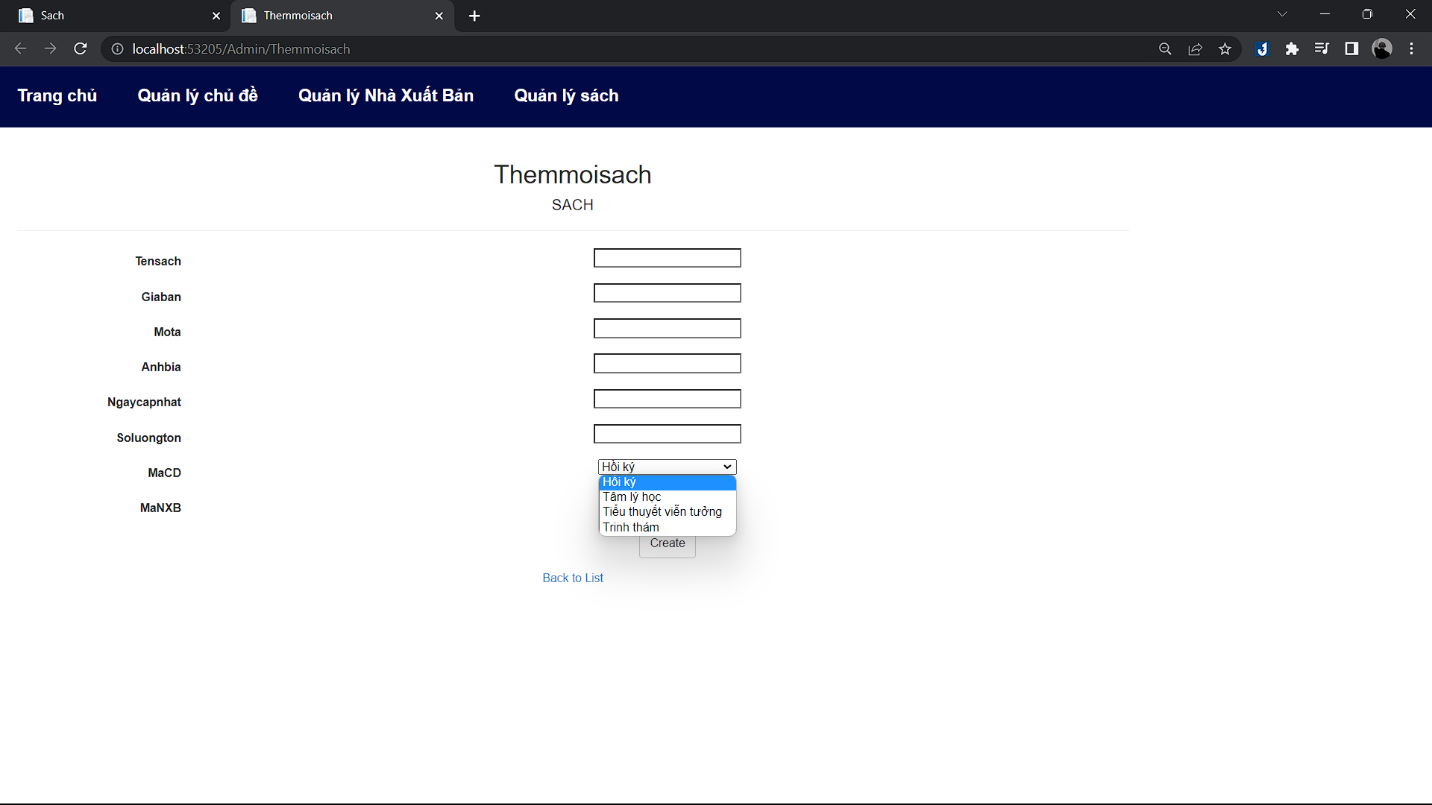 Sach
Themmoisach
localhost:53205/Admin/Themmoisach
Trang chủ Quản lý chủ đề Quản lý Nhà Xuất Bản Quản lý sách
Themmoisach
SACH
Tensach
Giaban
Mota
Anhbia
Ngaycapnhat
Soluongton
MaCD Hồi ký
Hồi ký
Tâm lý học
MaNXB Tiểu thuyết viễn tưởng
Trinh thám
Create
Back to List